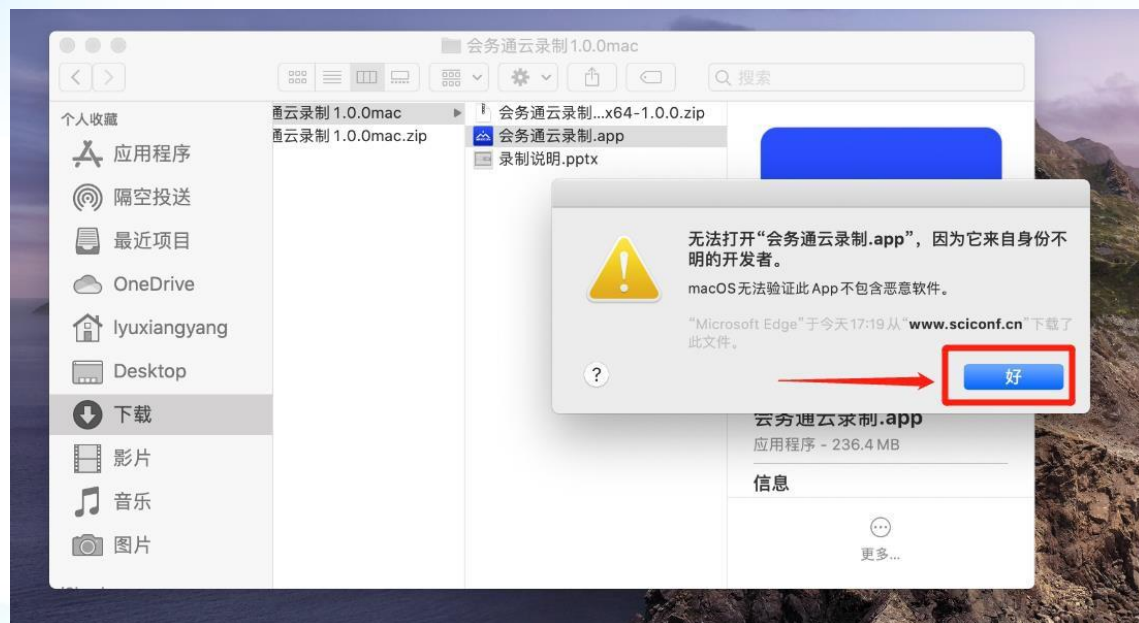 会务通云录制1.0.0mac
搜索
个人收藏
应用程序
隔空投送
最近项目
OneDrive
lyuxiangyang
Desktop
下载
影片
音乐
图片
通云录制 1.0.0mac
通云录制 1.0.0mac.zip
会务通云录制...x64-1.0.0.zip
会务通云录制.app
录制说明.pptx
无法打开“会务通云录制.app”，因为它来自身份不
明的开发者。
macOS无法验证此App不包含恶意软件。
“Microsoft Edge”于今天17:19从“www.sciconf.cn”下载了
此文件。
?
好
会务通云录制.app
应用程序 - 236.4 MB
信息
更多...